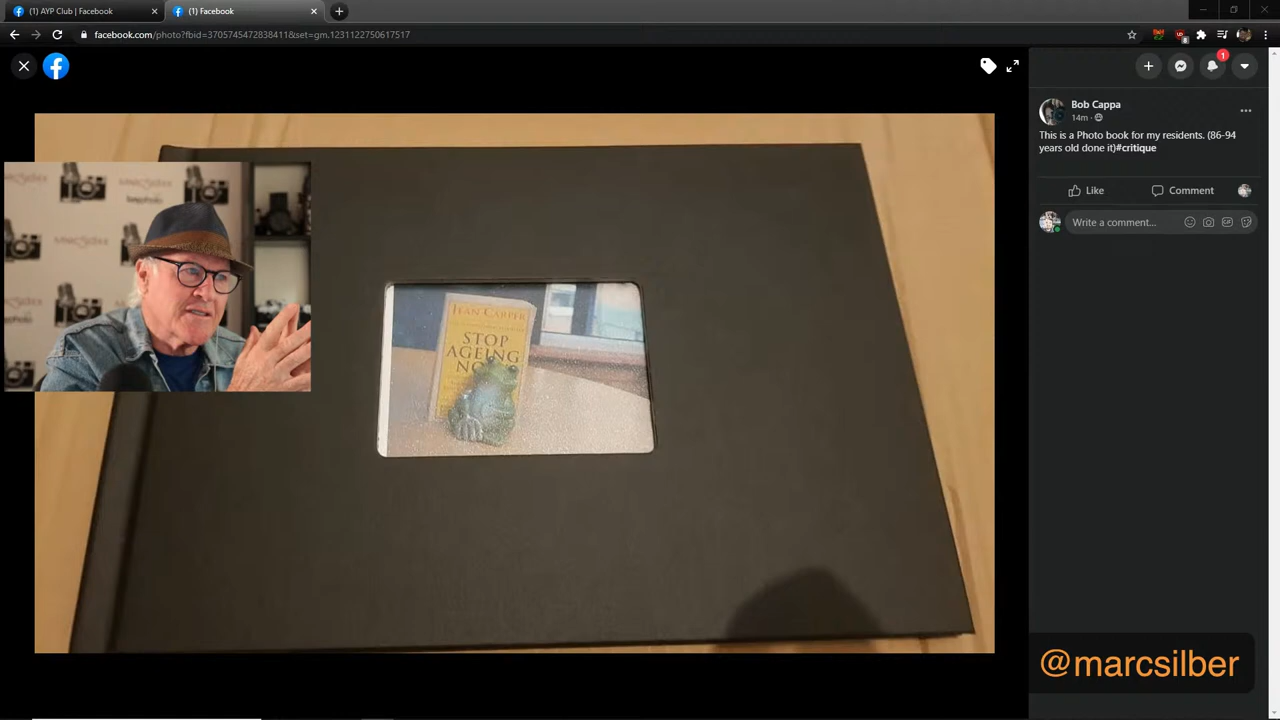 (1) AYP Club | Facebook
(1) Facebook
facebook.com/photo?fbid=3705745472838411&set=gm.1231122750617517
1
Bob Cappa
14m
This is a Photo book for my residents. (86-94
years old done it)#critique
Like
Comment
Write a comment...
GIF
JEAN CARPER
STOP
AGEING
@marcsilber